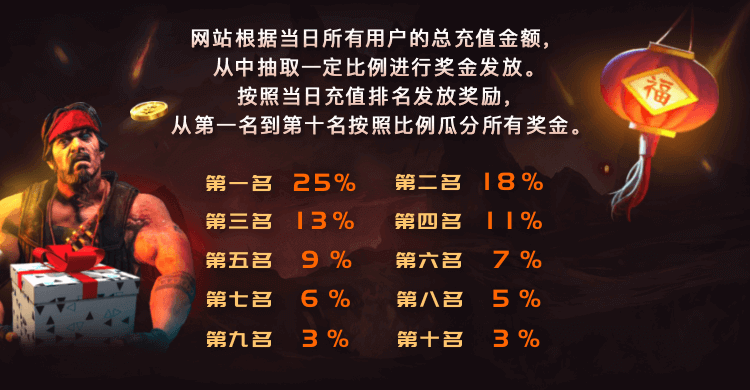 网站根据当日所有用户的总充值金额，
从中抽取一定比例进行奖金发放。
按照当日充值排名发放奖励，
从第一名到第十名按照比例瓜分所有奖金。
福
第一名 25% 第二名 18%
第三名 13% 第四名 11%
第五名 9% 第六名 7%
第七名 6% 第八名 5%
第九名 3% 第十名 3%